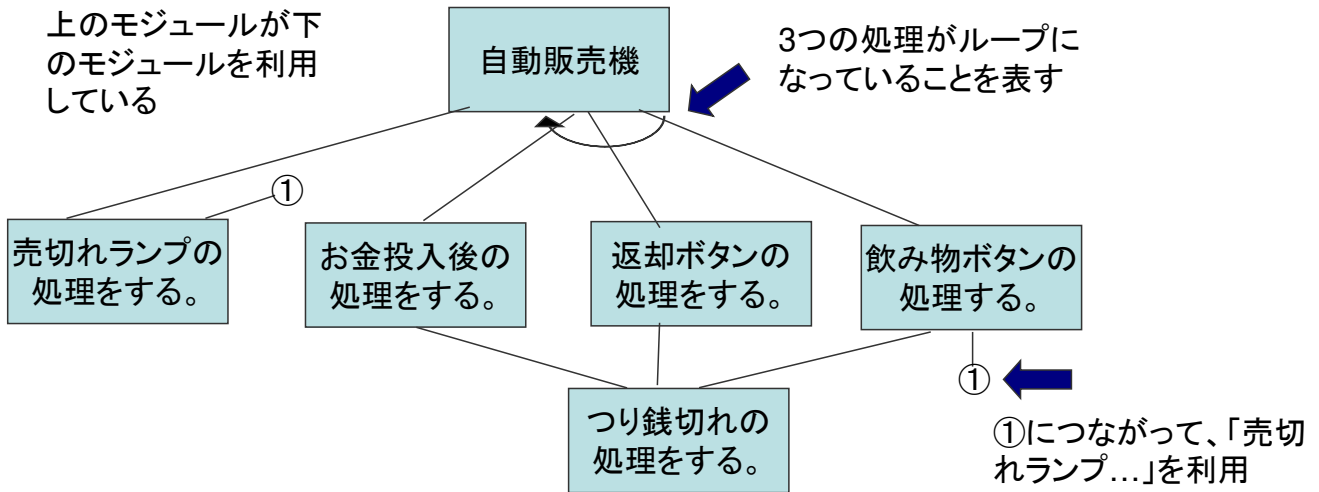 上のモジュールが下
のモジュールを利用
している
自動販売機
3つの処理がループに
なっていることを表す
①
売切れランプの
処理をする。
お金投入後の
処理をする。
返却ボタンの
処理をする。
飲み物ボタンの
処理する。
①
つり銭切れの
処理をする。
①につながって、「売切
れランプ…」を利用